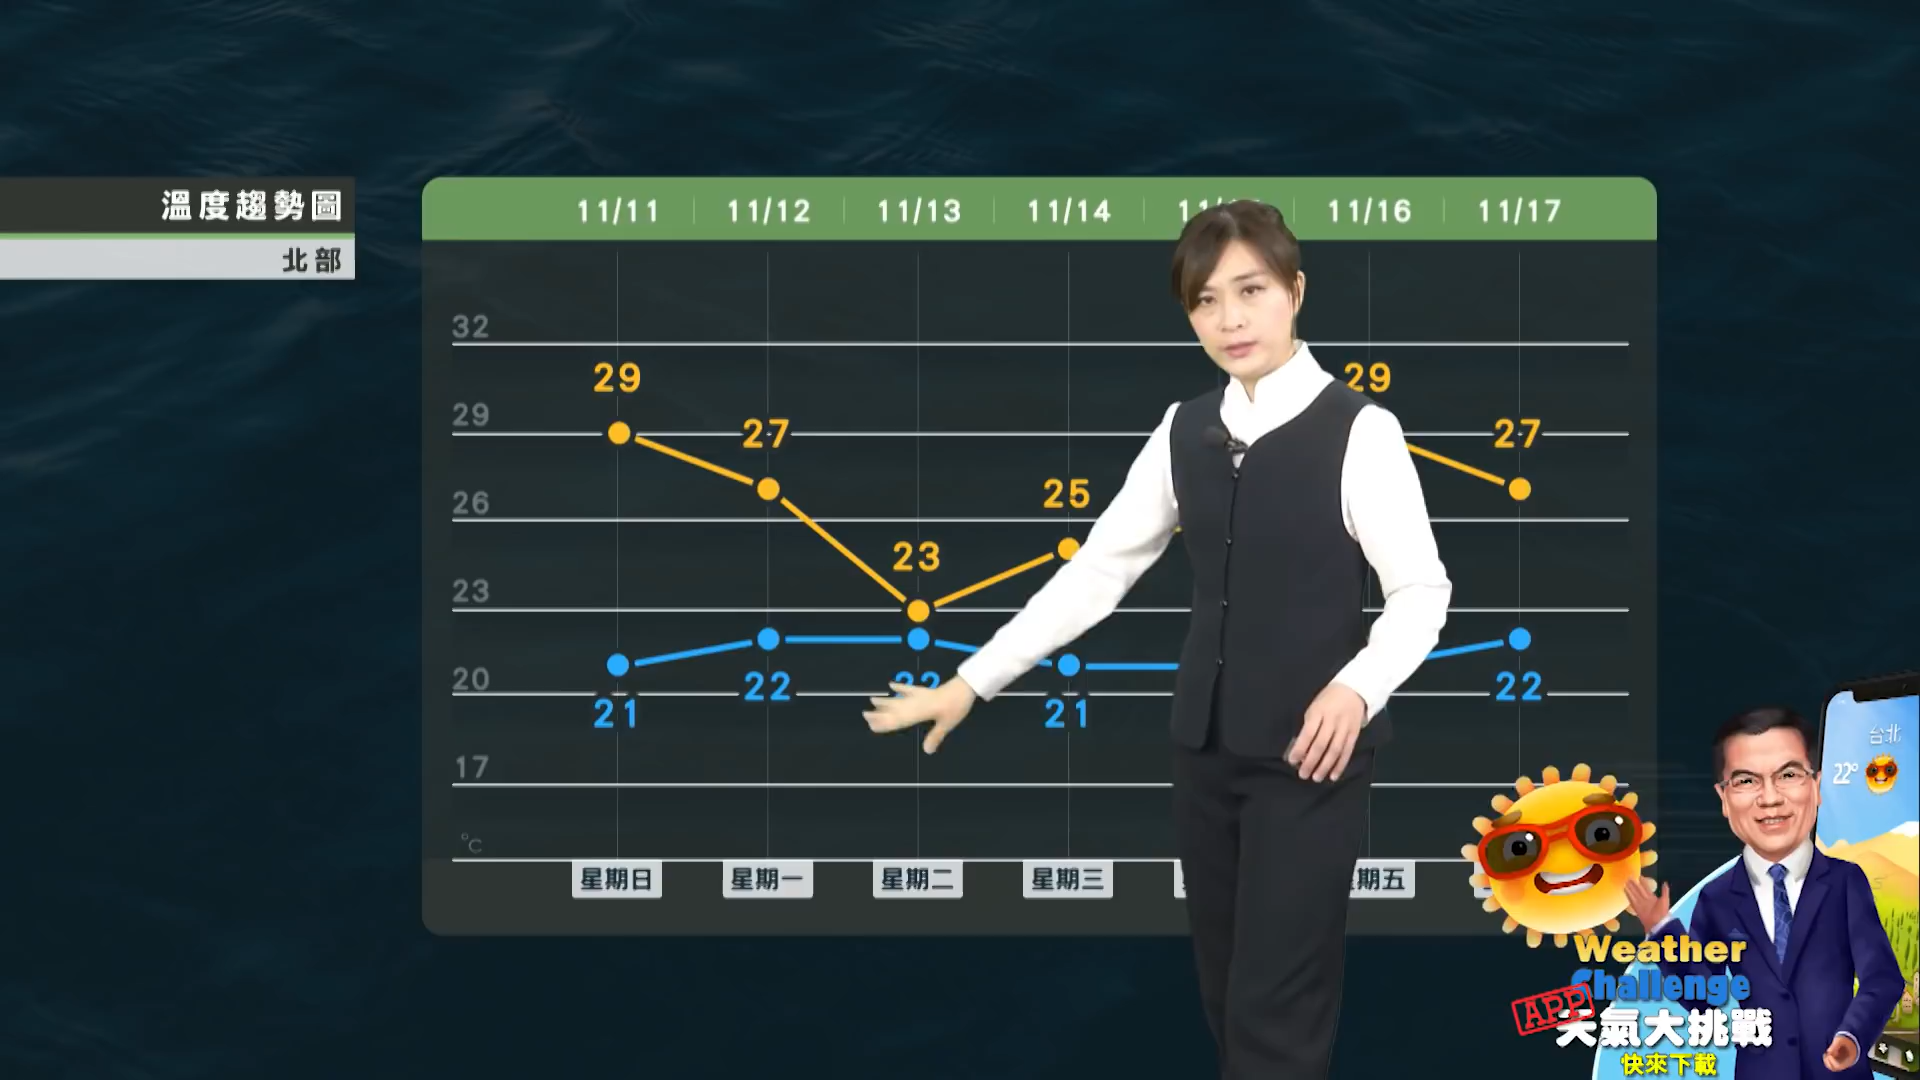 溫度趨勢圖
北部
11/11 11/12 11/13 11/14 11/16 11/17
32
29
26
23
20
17
°C
29 27 23 25 29 27
21 22 22 21 22
星期日 星期一 星期二 星期三 期五
台北
22°
Weather
Challenge
APP
天氣大挑戰
快來下載